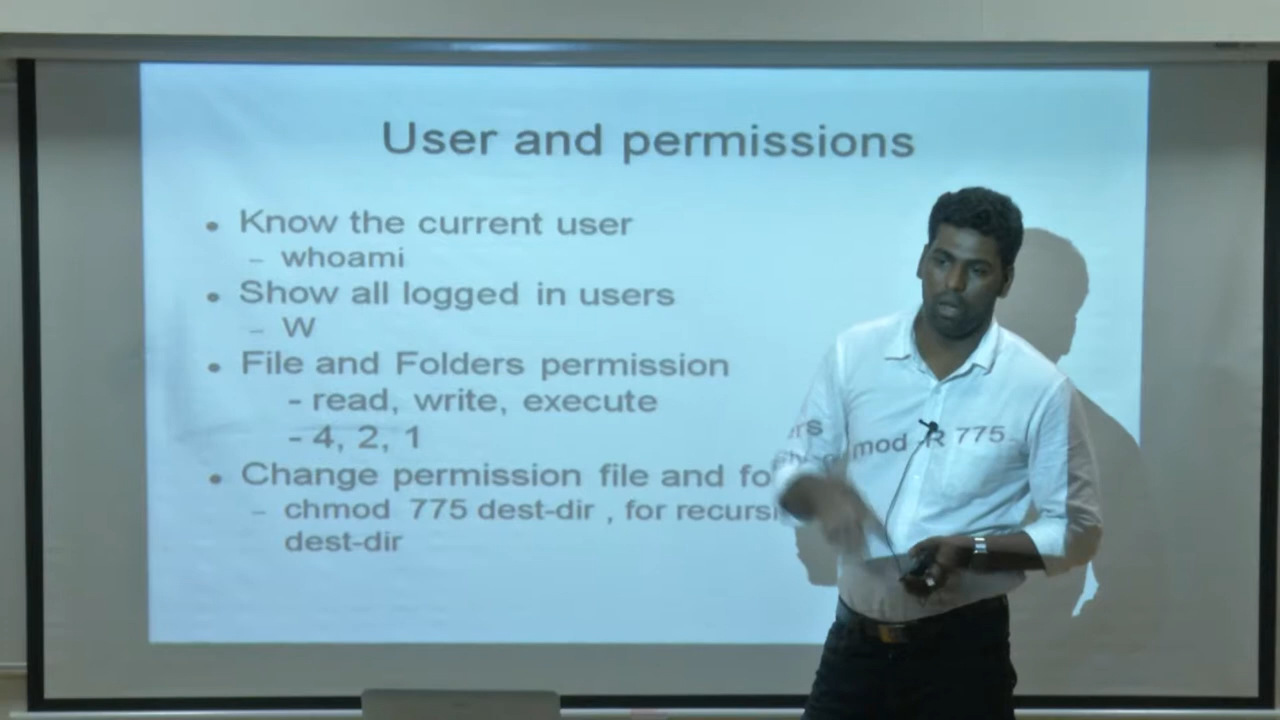 User and permissions
• Know the current user
– whoami
• Show all logged in users
– W
• File and Folders permission
- read, write, execute
- 4, 2, 1
• Change permission file and fo ers
– chmod 775 dest-dir , for recursi mod -R 775
dest-dir